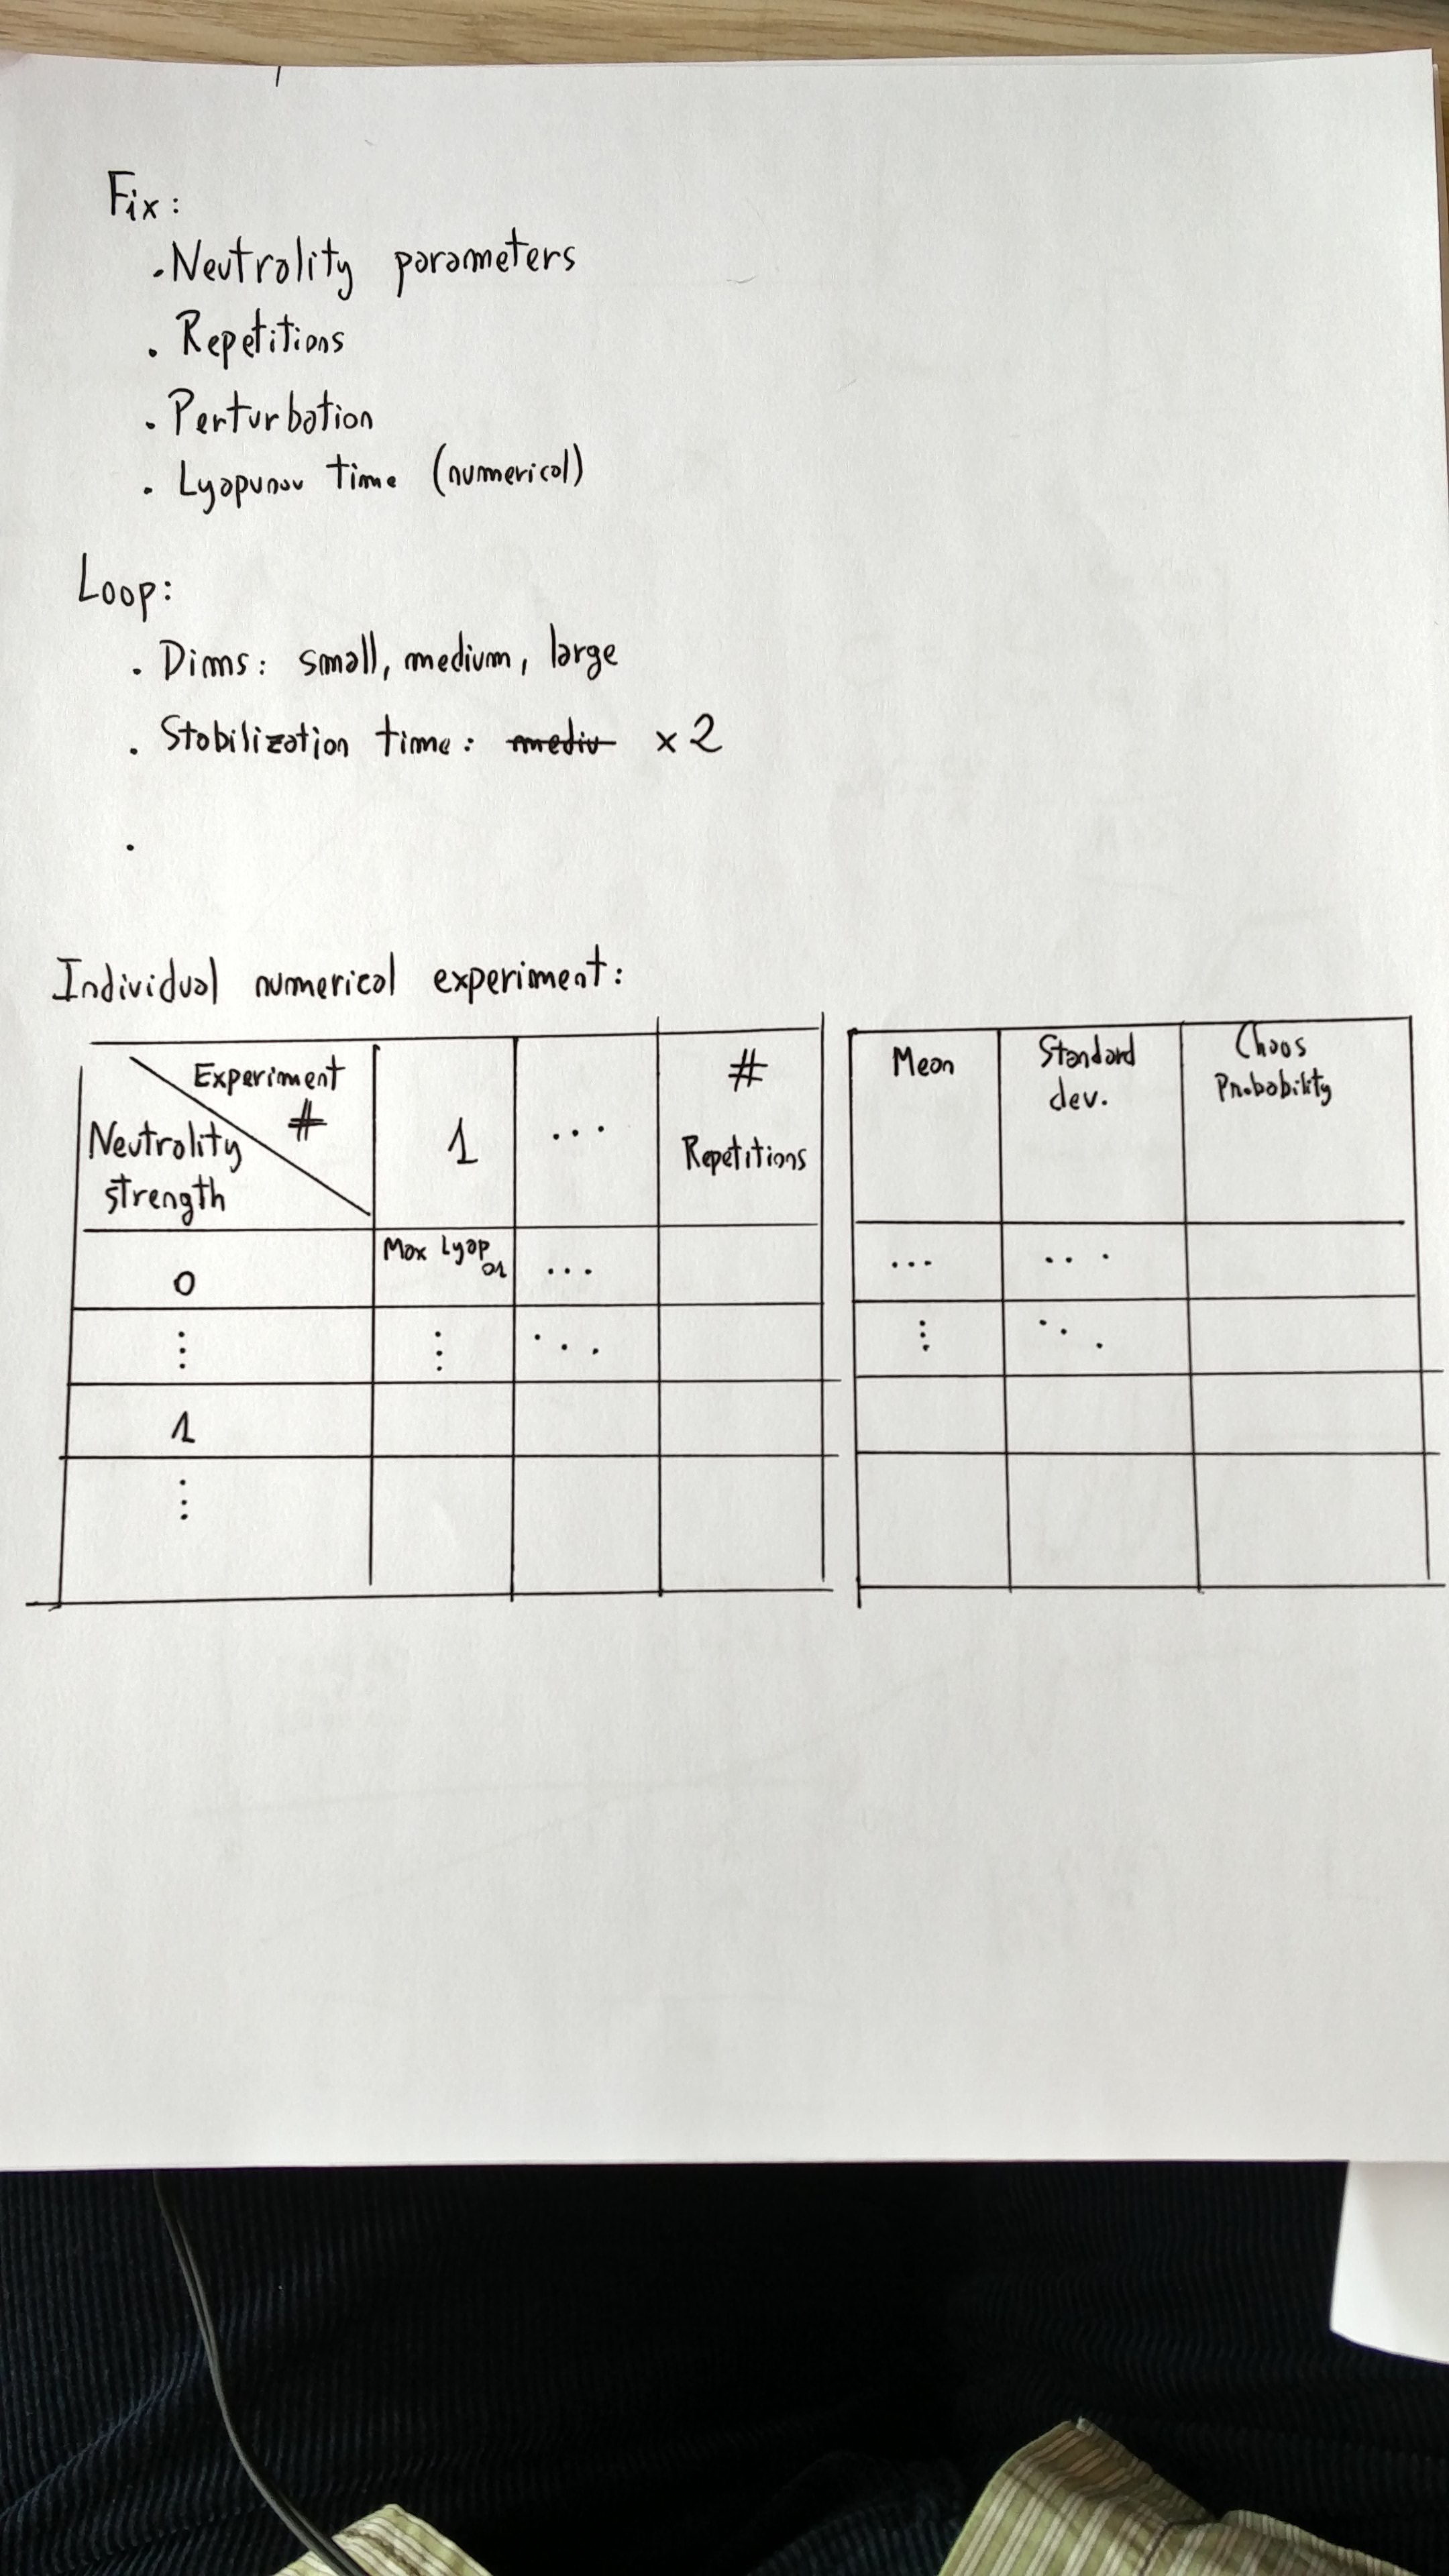 Fix:
. Neutrality parameters
. Repetitions
. Perturbation
. Lyapunov time (numerical)
Loop:
. Dims: small, medium, large
. Stabilization time: mediu x 2
.
Individual numerical experiment:
Experiment #
Neutrality strength
1
...
# Repetitions
Mean
Standard dev.
Chaos Probability
0
Max Lyap 01
...
...
...
⋮
⋮
⋱
⋮
⋱
1
⋮